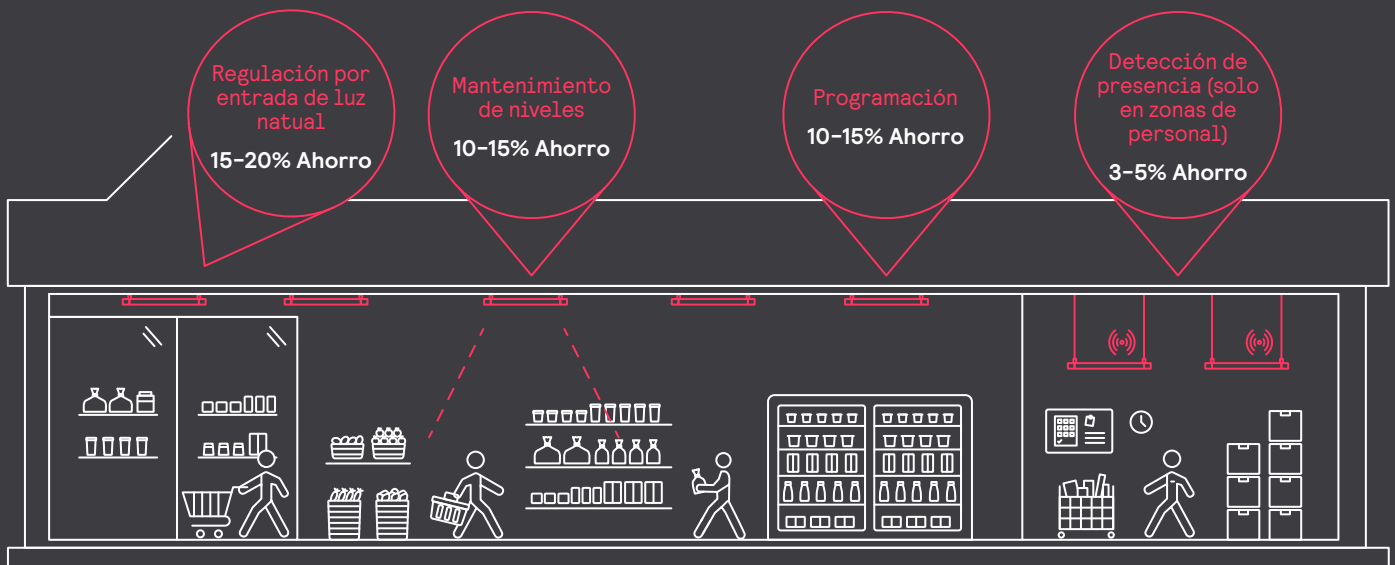 Regulación por
entrada de luz
natual
15-20% Ahorro
Mantenimiento
de niveles
10-15% Ahorro
Programación
10-15% Ahorro
Detección de
presencia (solo
en zonas de
personal)
3-5% Ahorro